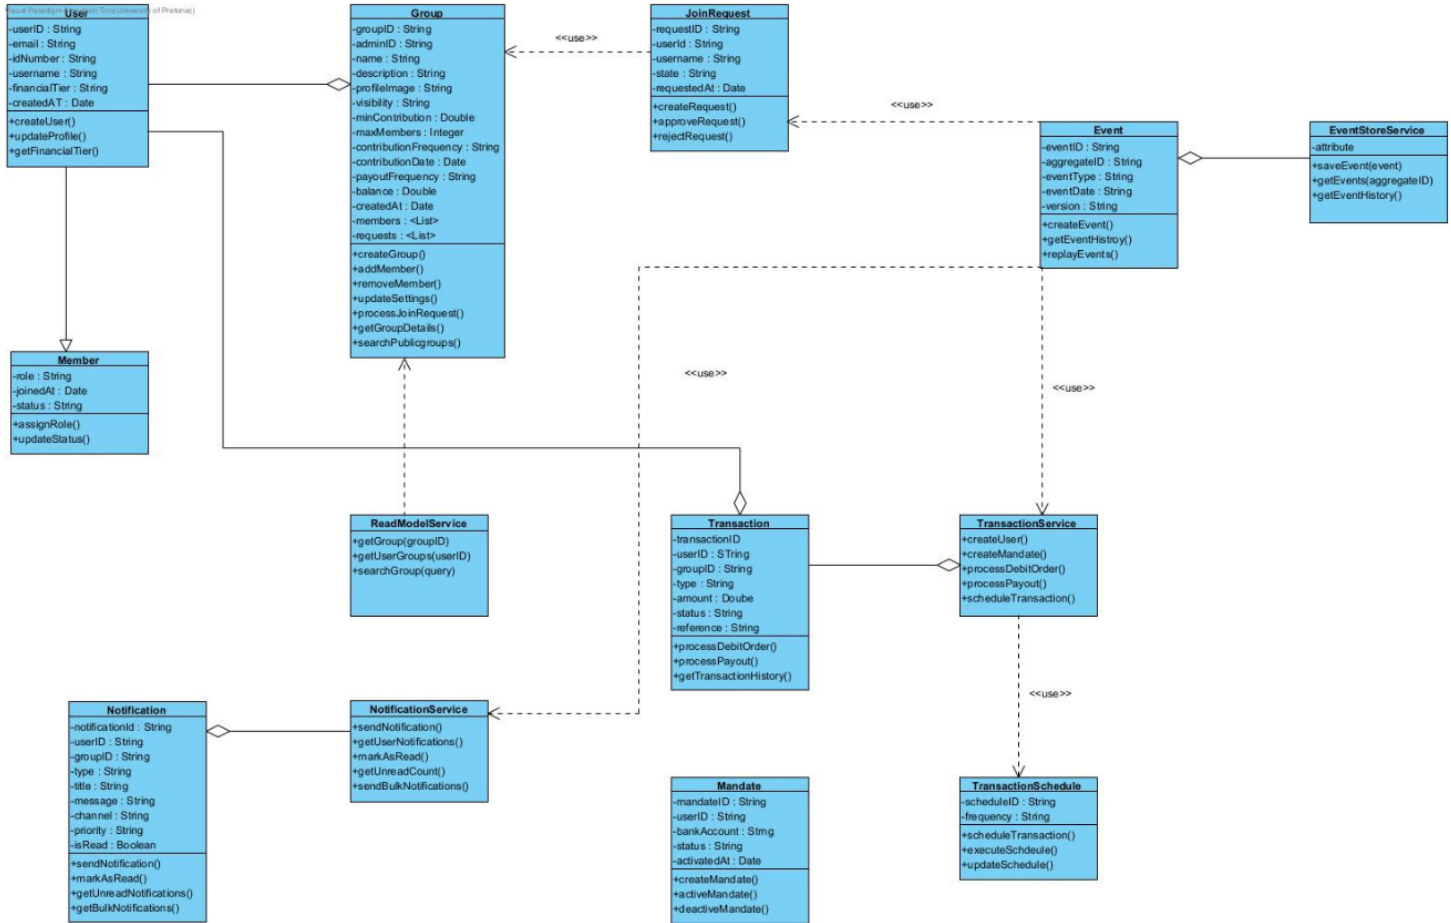 Visual Paradigm Standard(Tino(University of Pretoria))
User
-userID : String
-email : String
-idNumber : String
-username : String
-financialTier : String
-createdAT : Date
+createUser()
+updateProfile()
+getFinancialTier()
Group
-groupID : String
-adminID : String
-name : String
-description : String
-profileImage : String
-visibility : String
-minContribution : Double
-maxMembers : Integer
-contributionFrequency : String
-contributionDate : Date
-payoutFrequency : String
-balance : Double
-createdAt : Date
-members : <List>
-requests : <List>
+createGroup()
+addMember()
+removeMember()
+updateSettings()
+processJoinRequest()
+getGroupDetails()
+searchPublicgroups()
<<use>>
JoinRequest
-requestID : String
-userId : String
-username : String
-state : String
-requestedAt : Date
+createRequest()
+approveRequest()
+rejectRequest()
<<use>>
Event
-eventID : String
-aggregateID : String
-eventType : String
-eventDate : String
-version : String
+createEvent()
+getEventHistroy()
+replayEvents()
EventStoreService
-attribute
+saveEvent(event)
+getEvents(aggregateID)
+getEventHistory()
Member
-role : String
-joinedAt : Date
-status : String
+assignRole()
+updateStatus()
<<use>>
<<use>>
ReadModelService
+getGroup(groupID)
+getUserGroups(userID)
+searchGroup(query)
Transaction
-transactionID
-userID : STring
-groupID : String
-type : String
-amount : Doube
-status : String
-reference : String
+processDebitOrder()
+processPayout()
+getTransactionHistory()
TransactionService
+createUser()
+createMandate()
+processDebitOrder()
+processPayout()
+scheduleTransaction()
<<use>>
Notification
-notificationId : String
-userID : String
-groupID : String
-type : String
-title : String
-message : String
-channel : String
-priority : String
-isRead : Boolean
+sendNotification()
+markAsRead()
+getUnreadNotifications()
+getBulkNotifications()
NotificationService
+sendNotification()
+getUserNotifications()
+markAsRead()
+getUnreadCount()
+sendBulkNotifications()
Mandate
-mandateID : String
-userID : String
-bankAccount : Strng
-status : String
-activatedAt : Date
+createMandate()
+activeMandate()
+deactiveMandate()
TransactionSchedule
-scheduleID : String
-frequency : String
+scheduleTransaction()
+executeSchdeule()
+updateSchedule()